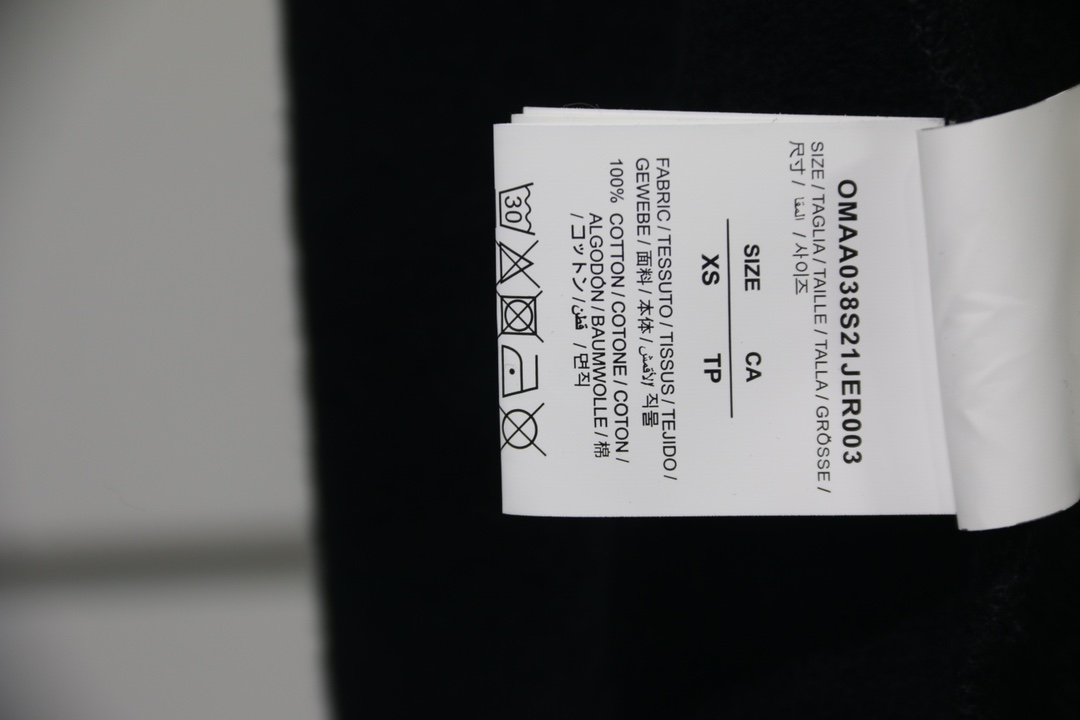 OMAA038S21JER003
SIZE / TAGLIA / TAILLE / TALLA / GRÖSSE /
尺寸 / المقا / 사이즈
SIZE CA
XS TP
FABRIC / TESSUTO / TISSUS / TEJIDO /
GEWEBE / 面料 / 本体 / الأقمش / 직물
100% COTTON / COTONE / COTON /
ALGODÓN / BAUMWOLLE / 棉
/ コットン / قطن / 면직
30